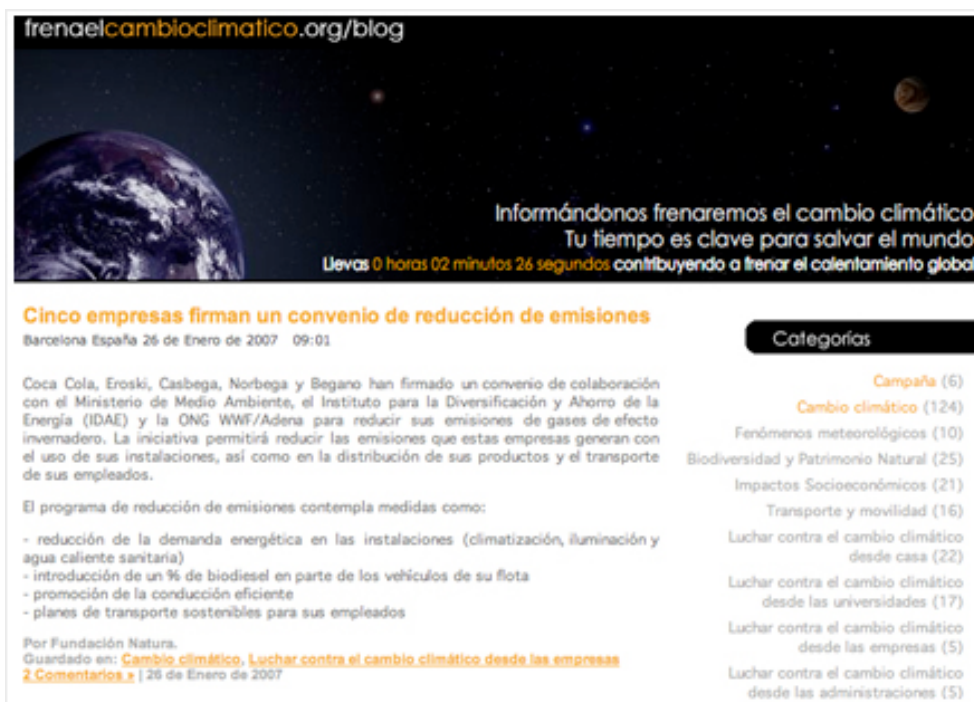 frenaelcambioclimatico.org/blog
Informándonos frenaremos el cambio climático
Tu tiempo es clave para salvar el mundo
Llevas 0 horas 02 minutos 26 segundos contribuyendo a frenar el calentamiento global
Cinco empresas firman un convenio de reducción de emisiones
Barcelona España 26 de Enero de 2007 09:01
Coca Cola, Eroski, Casbega, Norbega y Begano han firmado un convenio de colaboración
con el Ministerio de Medio Ambiente, el Instituto para la Diversificación y Ahorro de la
Energía (IDAE) y la ONG WWF/Adena para reducir sus emisiones de gases de efecto
invernadero. La iniciativa permitirá reducir las emisiones que estas empresas generan con
el uso de sus instalaciones, así como en la distribución de sus productos y el transporte
de sus empleados.
El programa de reducción de emisiones contempla medidas como:
- reducción de la demanda energética en las instalaciones (climatización, iluminación y
agua caliente sanitaria)
- introducción de un % de biodiesel en parte de los vehículos de su flota
- promoción de la conducción eficiente
- planes de transporte sostenibles para sus empleados
Por Fundación Natura.
Guardado en: Cambio climático, Luchar contra el cambio climático desde las empresas
2 Comentarios » | 26 de Enero de 2007
Categorías
Campaña (6)
Cambio climático (124)
Fenómenos meteorológicos (10)
Biodiversidad y Patrimonio Natural (25)
Impactos Socioeconómicos (21)
Transporte y movilidad (16)
Luchar contra el cambio climático
desde casa (22)
Luchar contra el cambio climático
desde las universidades (17)
Luchar contra el cambio climático
desde las empresas (5)
Luchar contra el cambio climático
desde las administraciones (5)